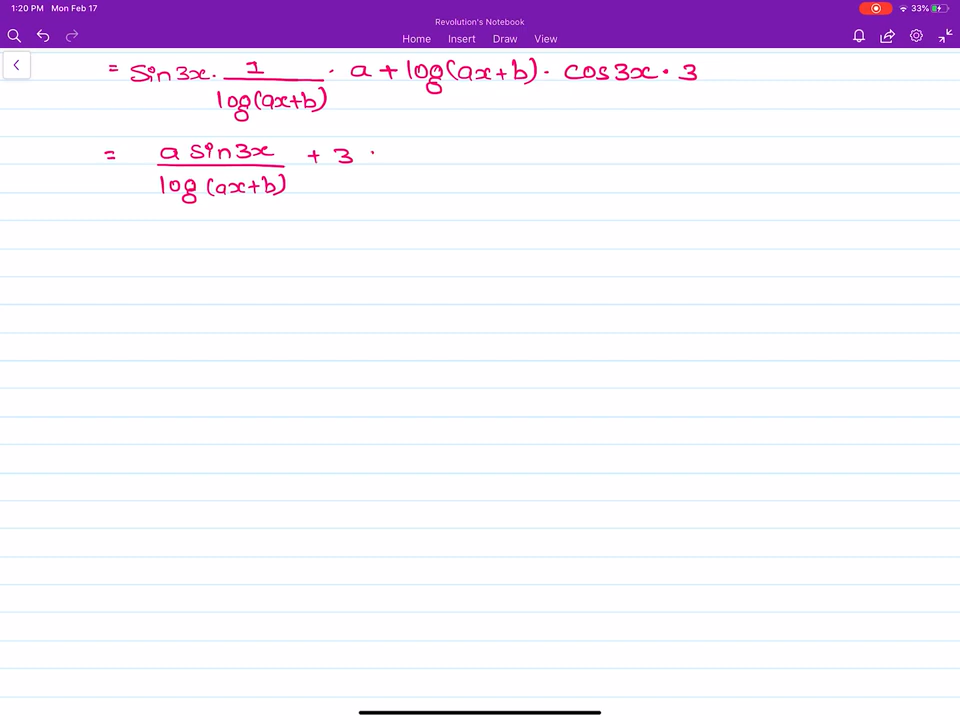 1:20 PM Mon Feb 17
33%
Revolution's Notebook
Home Insert Draw View
= sin3x · 1/log(ax+b) · a + log(ax+b) · cos3x · 3
= a sin3x/log(ax+b) + 3 ·